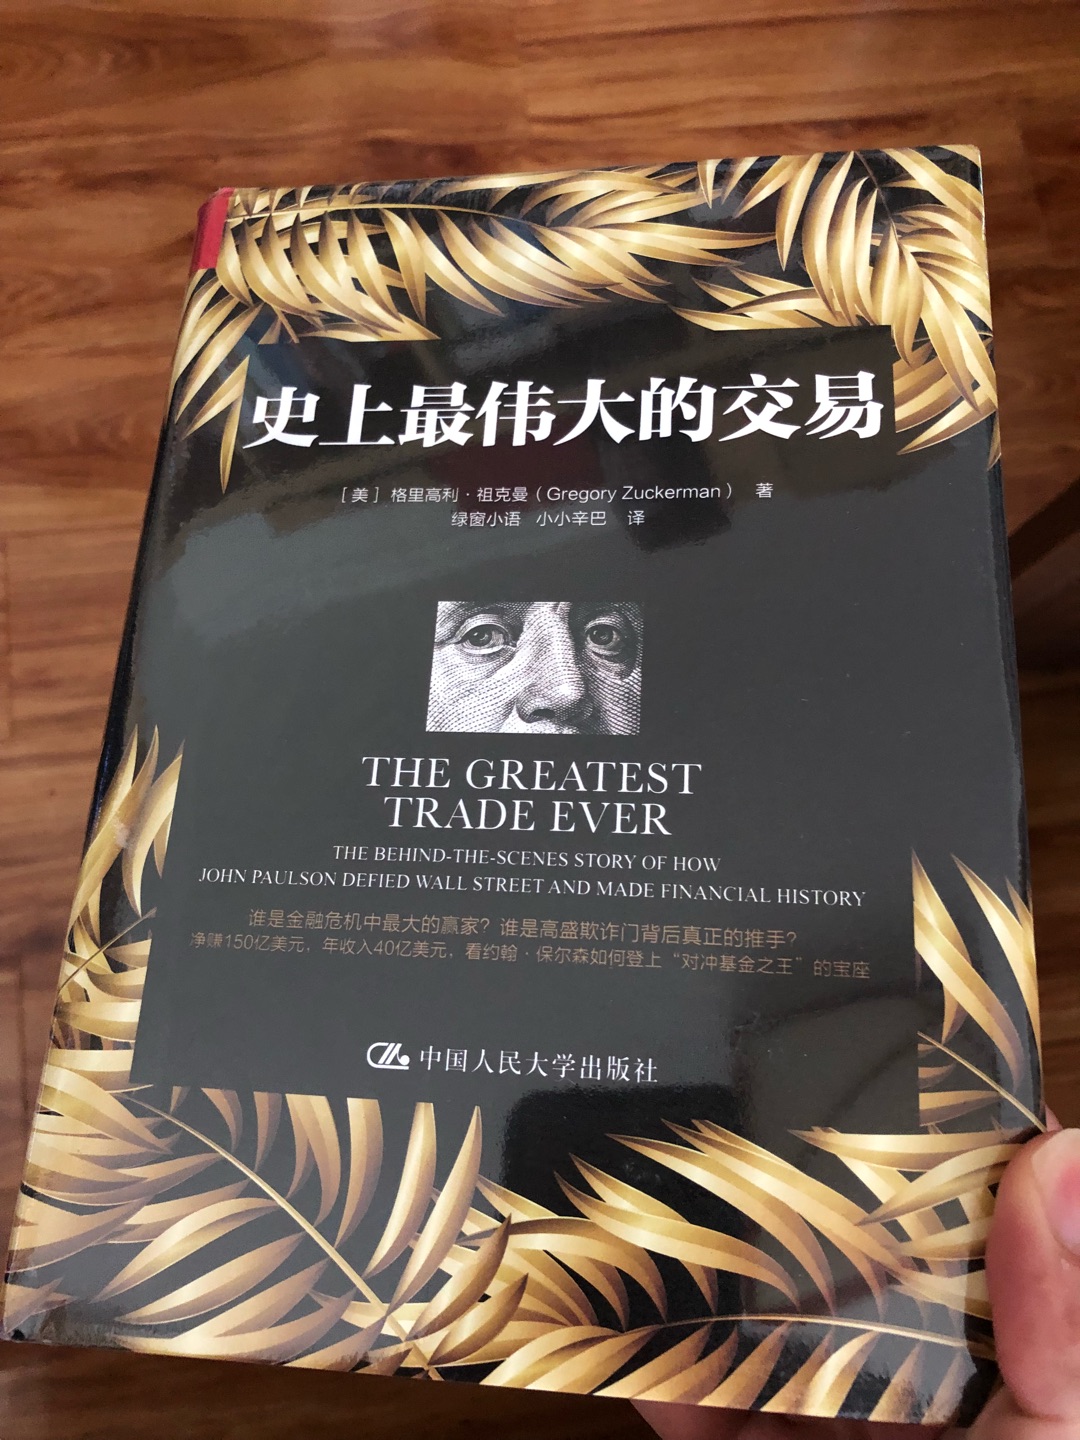 史上最伟大的交易
[美] 格里高利·祖克曼（Gregory Zuckerman） 著
绿窗小语 小小辛巴 译
THE GREATEST
TRADE EVER
THE BEHIND-THE-SCENES STORY OF HOW
JOHN PAULSON DEFIED WALL STREET AND MADE FINANCIAL HISTORY
谁是金融危机中最大的赢家？谁是高盛欺诈门背后真正的推手？
净赚150亿美元，年收入40亿美元，看约翰·保尔森如何登上“对冲基金之王”的宝座
中国人民大学出版社